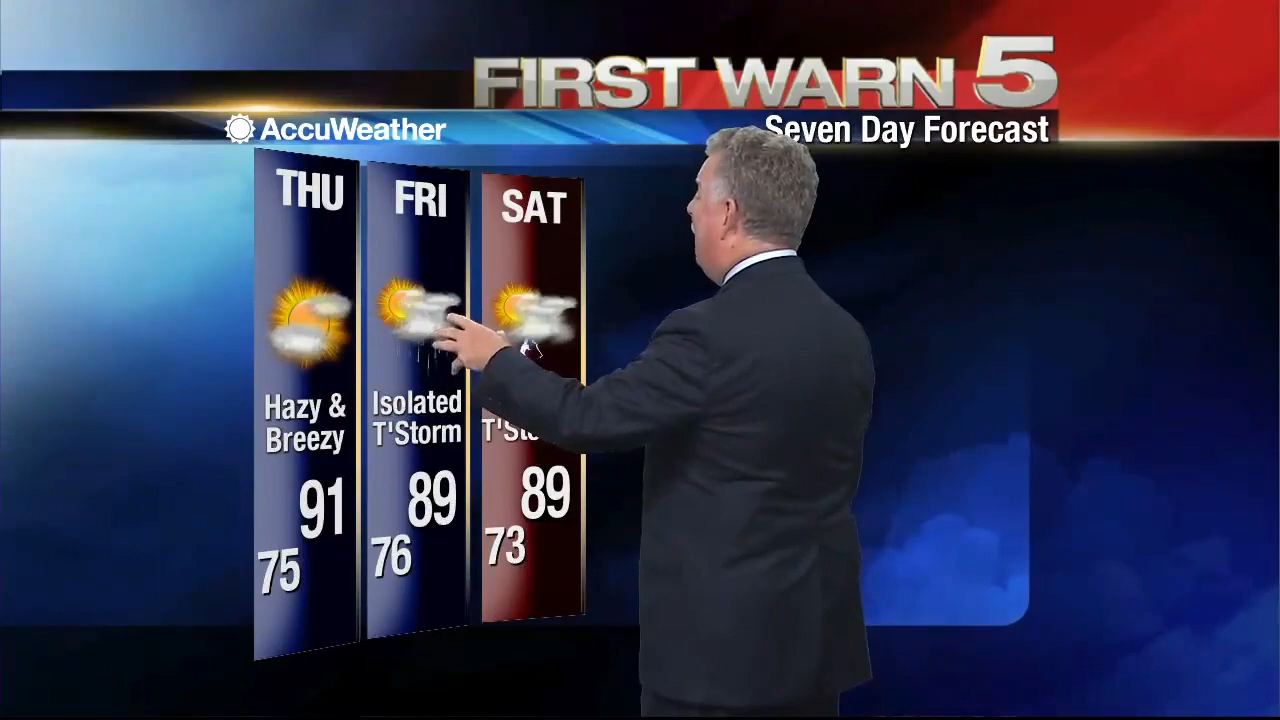 FIRST WARN 5
AccuWeather
Seven Day Forecast
THU
Hazy &
Breezy
91
75
FRI
Isolated
T'Storm
89
76
SAT
89
73